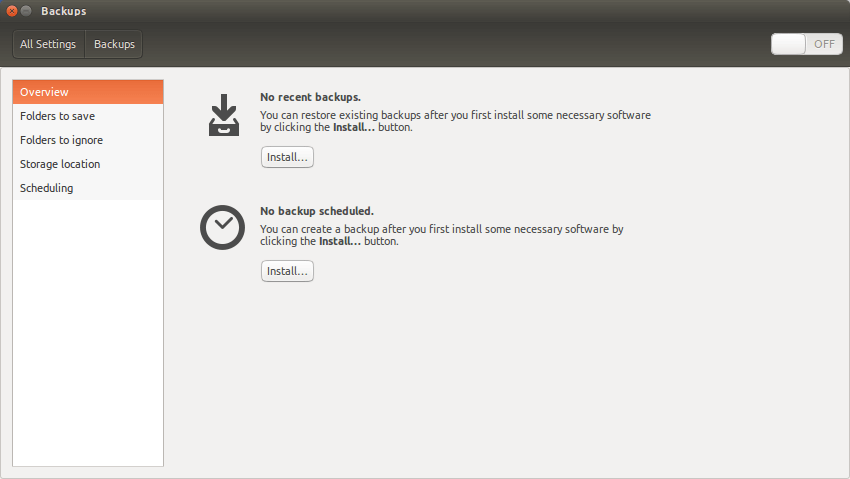 Backups
All Settings
Backups
OFF
Overview
Folders to save
Folders to ignore
Storage location
Scheduling
No recent backups.
You can restore existing backups after you first install some necessary software
by clicking the Install... button.
Install...
No backup scheduled.
You can create a backup after you first install some necessary software by
clicking the Install... button.
Install...